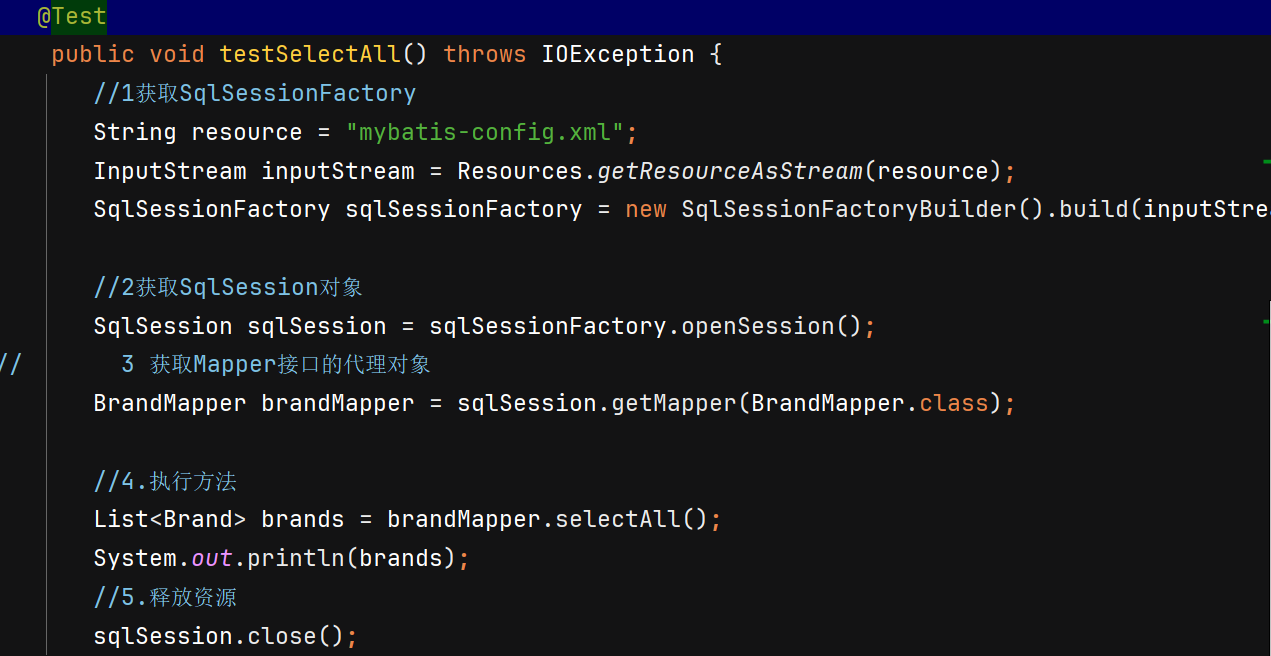 @Test
public void testSelectAll() throws IOException {
//1获取SqlSessionFactory
String resource = "mybatis-config.xml";
InputStream inputStream = Resources.getResourceAsStream(resource);
SqlSessionFactory sqlSessionFactory = new SqlSessionFactoryBuilder().build(inputStre
//2获取SqlSession对象
SqlSession sqlSession = sqlSessionFactory.openSession();
// 3 获取Mapper接口的代理对象
BrandMapper brandMapper = sqlSession.getMapper(BrandMapper.class);
//4.执行方法
List<Brand> brands = brandMapper.selectAll();
System.out.println(brands);
//5.释放资源
sqlSession.close();